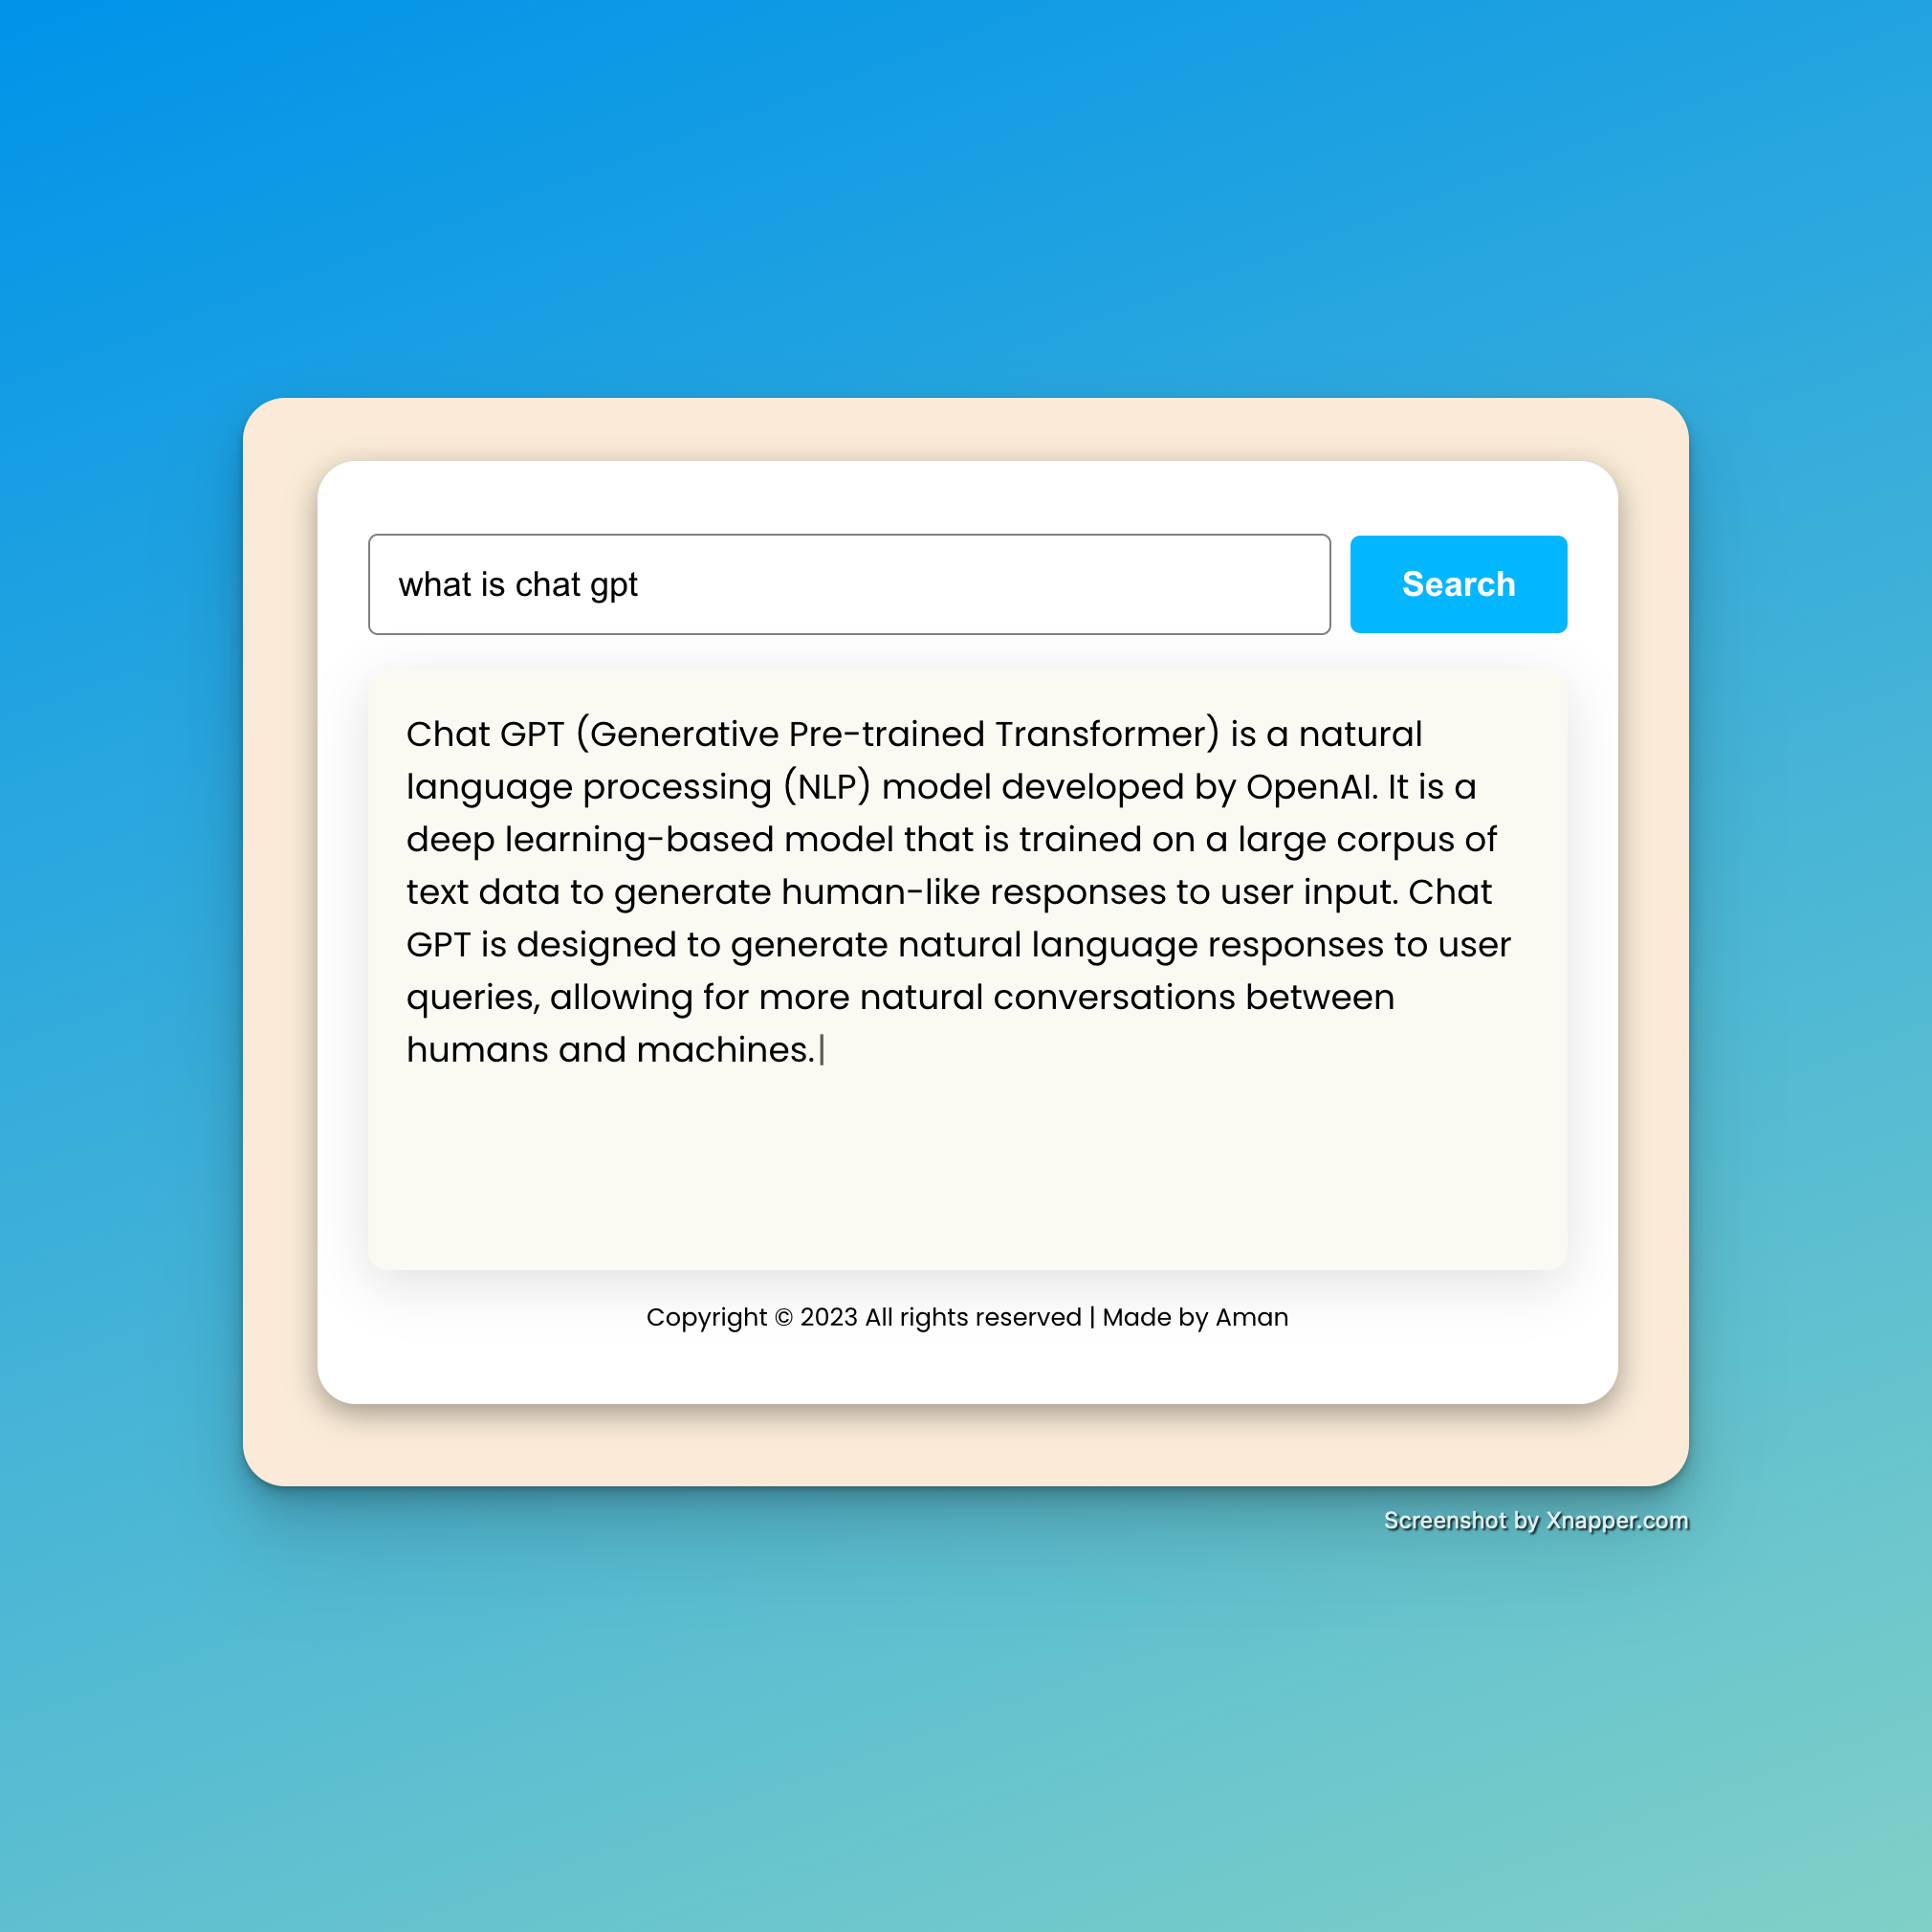 what is chat gpt
Search
Chat GPT (Generative Pre-trained Transformer) is a natural
language processing (NLP) model developed by OpenAI. It is a
deep learning-based model that is trained on a large corpus of
text data to generate human-like responses to user input. Chat
GPT is designed to generate natural language responses to user
queries, allowing for more natural conversations between
humans and machines.|
Copyright © 2023 All rights reserved | Made by Aman
Screenshot by Xnapper.com